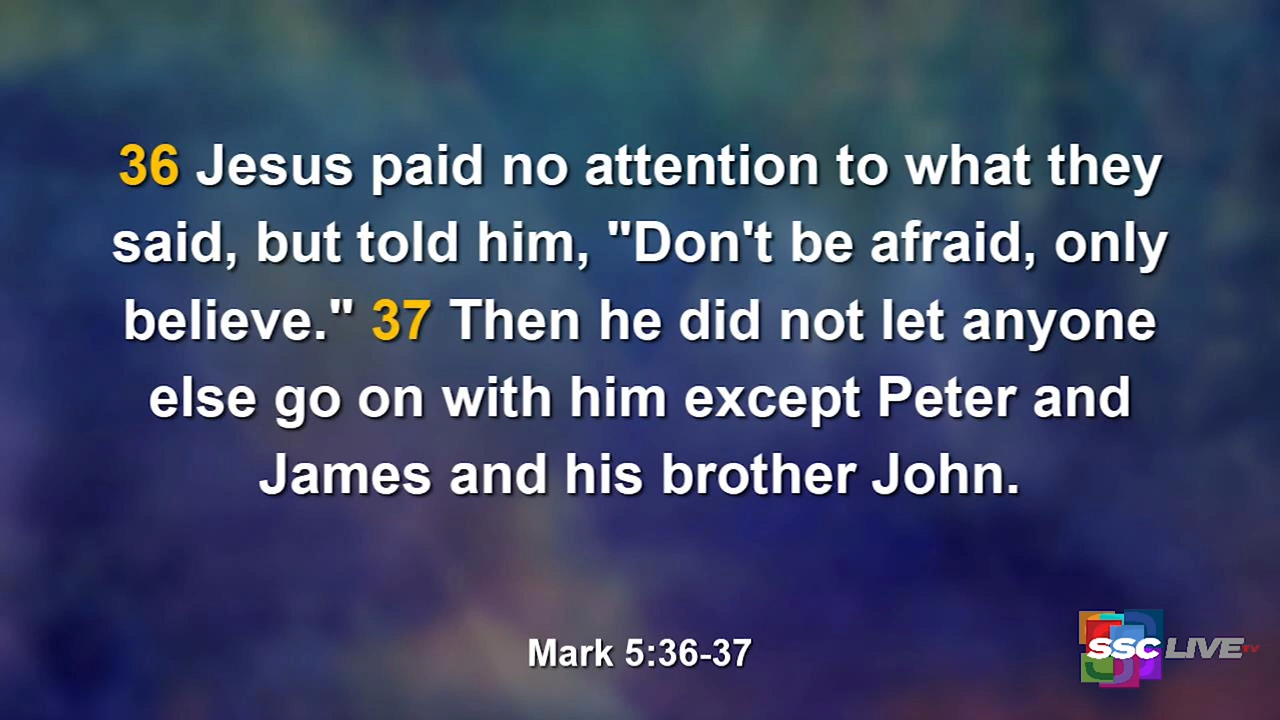 36 Jesus paid no attention to what they
said, but told him, "Don't be afraid, only
believe." 37 Then he did not let anyone
else go on with him except Peter and
James and his brother John.
Mark 5:36-37
SSC LIVE TV